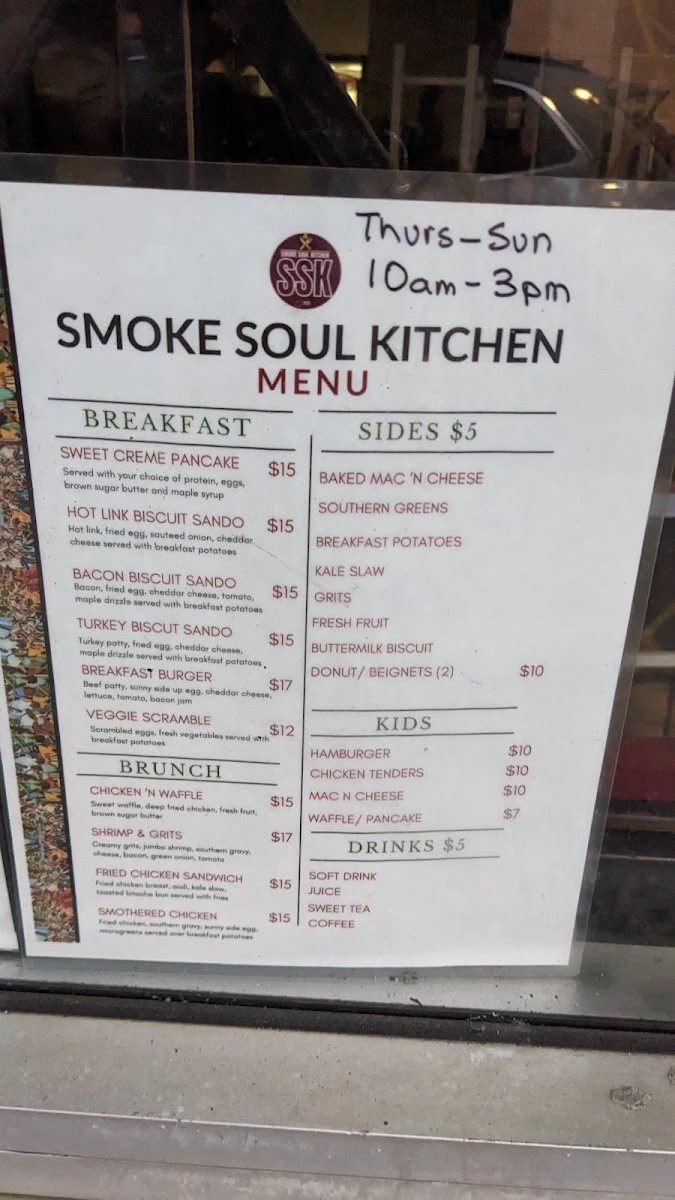 Thurs-Sun
10am-3pm
SMOKE SOUL KITCHEN
SSK
SMOKE SOUL KITCHEN
MENU
BREAKFAST
SWEET CREME PANCAKE $15
Served with your choice of protein, eggs,
brown sugar butter and maple syrup
HOT LINK BISCUIT SANDO $15
Hot link, fried egg, sauteed onion, cheddar
cheese served with breakfast potatoes
BACON BISCUIT SANDO $15
Bacon, fried egg, cheddar cheese, tomato,
maple drizzle served with breakfast potatoes
TURKEY BISCUT SANDO $15
Turkey patty, fried egg, cheddar cheese,
maple drizzle served with breakfast potatoes
BREAKFAST BURGER $17
Beef patty, sunny side up egg, cheddar cheese,
lettuce, tomato, bacon jam
VEGGIE SCRAMBLE $12
Scrambled eggs, fresh vegetables served with
breakfast potatoes
BRUNCH
CHICKEN 'N WAFFLE $15
Sweet waffle, deep fried chicken, fresh fruit,
brown sugar butter
SHRIMP & GRITS $17
Creamy grits, jumbo shrimp, southern gravy,
cheese, bacon, green onion, tomato
FRIED CHICKEN SANDWICH $15
Fried chicken breast, aioli, kale slaw,
toasted brioche bun served with fries
SMOTHERED CHICKEN $15
Fried chicken, southern gravy, sunny side egg,
microgreens served over breakfast potatoes
SIDES $5
BAKED MAC 'N CHEESE
SOUTHERN GREENS
BREAKFAST POTATOES
KALE SLAW
GRITS
FRESH FRUIT
BUTTERMILK BISCUIT
DONUT/ BEIGNETS (2) $10
KIDS
HAMBURGER $10
CHICKEN TENDERS $10
MAC N CHEESE $10
WAFFLE/ PANCAKE $7
DRINKS $5
SOFT DRINK
JUICE
SWEET TEA
COFFEE